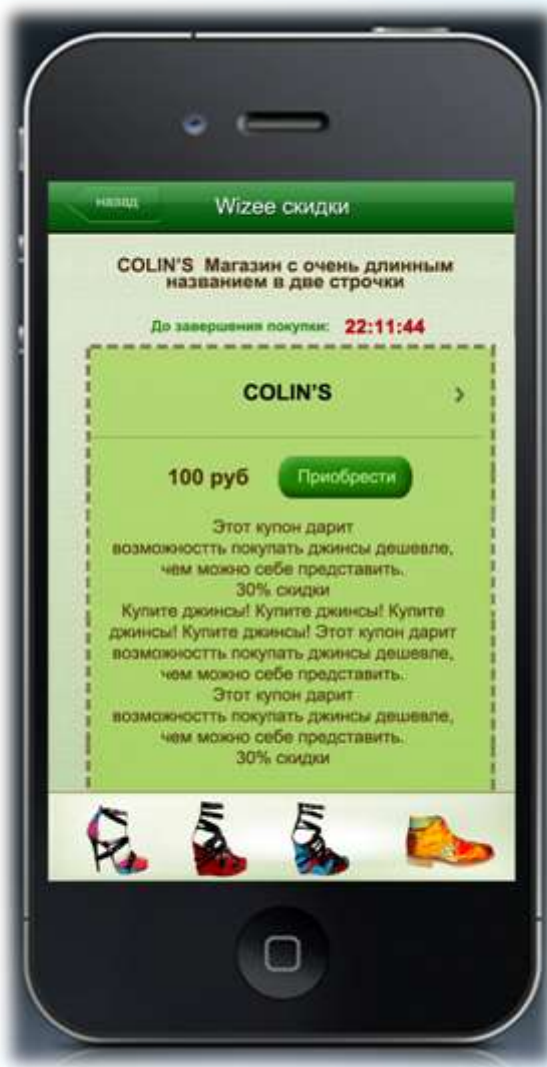 назад
Wizee скидки
COLIN'S Магазин с очень длинным
названием в две строчки
До завершения покупки: 22:11:44
COLIN'S
100 руб Приобрести
Этот купон дарит
возможностть покупать джинсы дешевле,
чем можно себе представить.
30% скидки
Купите джинсы! Купите джинсы! Купите
джинсы! Купите джинсы! Этот купон дарит
возможностть покупать джинсы дешевле,
чем можно себе представить.
Этот купон дарит
возможностть покупать джинсы дешевле,
чем можно себе представить.
30% скидки